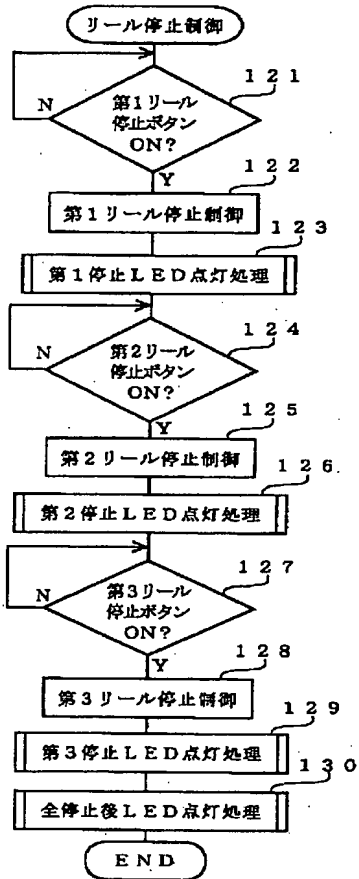 リール停止制御
121
第1リール
停止ボタン
ON?
N
Y
122
第1リール停止制御
123
第1停止LED点灯処理
124
第2リール
停止ボタン
ON?
N
Y
125
第2リール停止制御
126
第2停止LED点灯処理
127
第3リール
停止ボタン
ON?
N
Y
128
第3リール停止制御
129
第3停止LED点灯処理
130
全停止後LED点灯処理
END